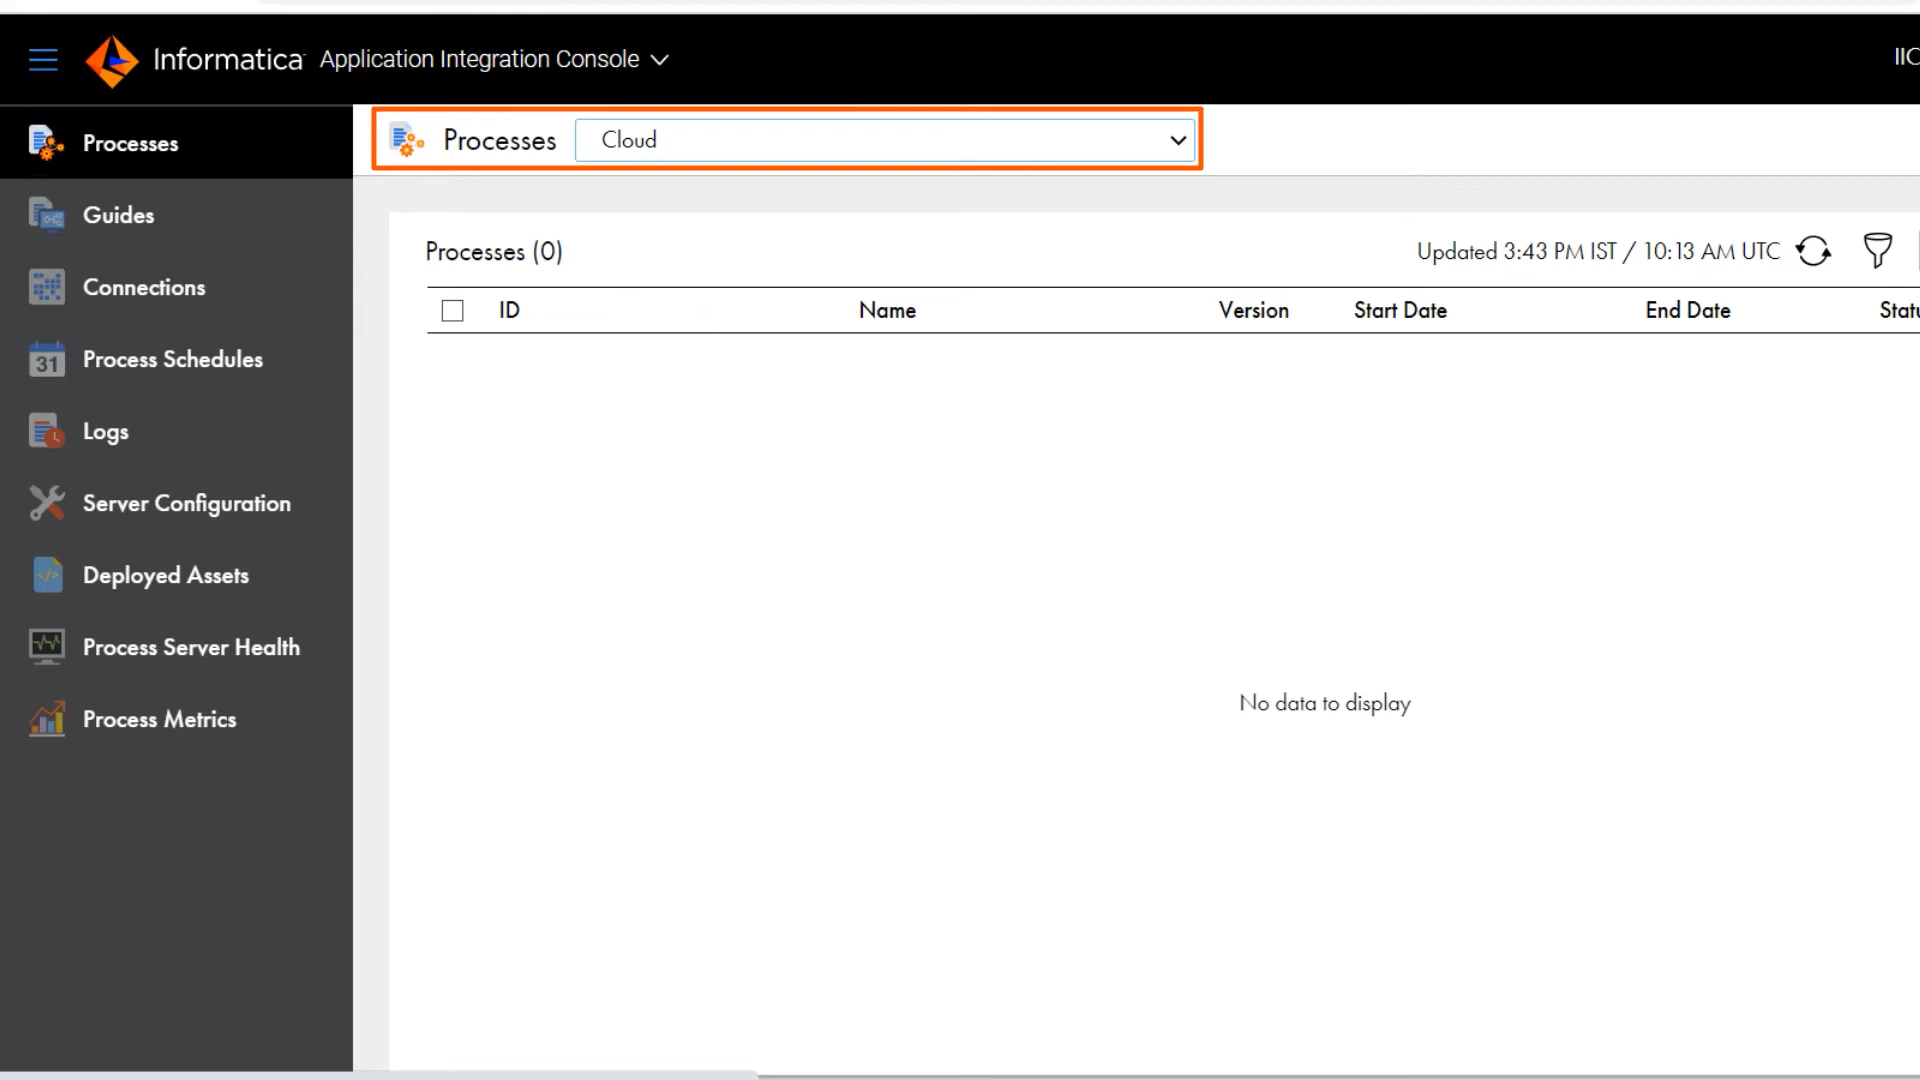 Informatica Application Integration Console
Processes
Guides
Connections
31 Process Schedules
Logs
Server Configuration
</> Deployed Assets
Process Server Health
Process Metrics
Processes Cloud
Processes (0)
Updated 3:43 PM IST / 10:13 AM UTC
ID Name Version Start Date End Date
No data to display